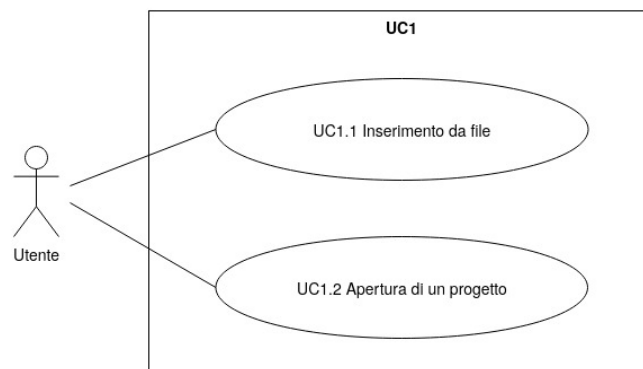 UC1
UC1.1 Inserimento da file
Utente
UC1.2 Apertura di un progetto